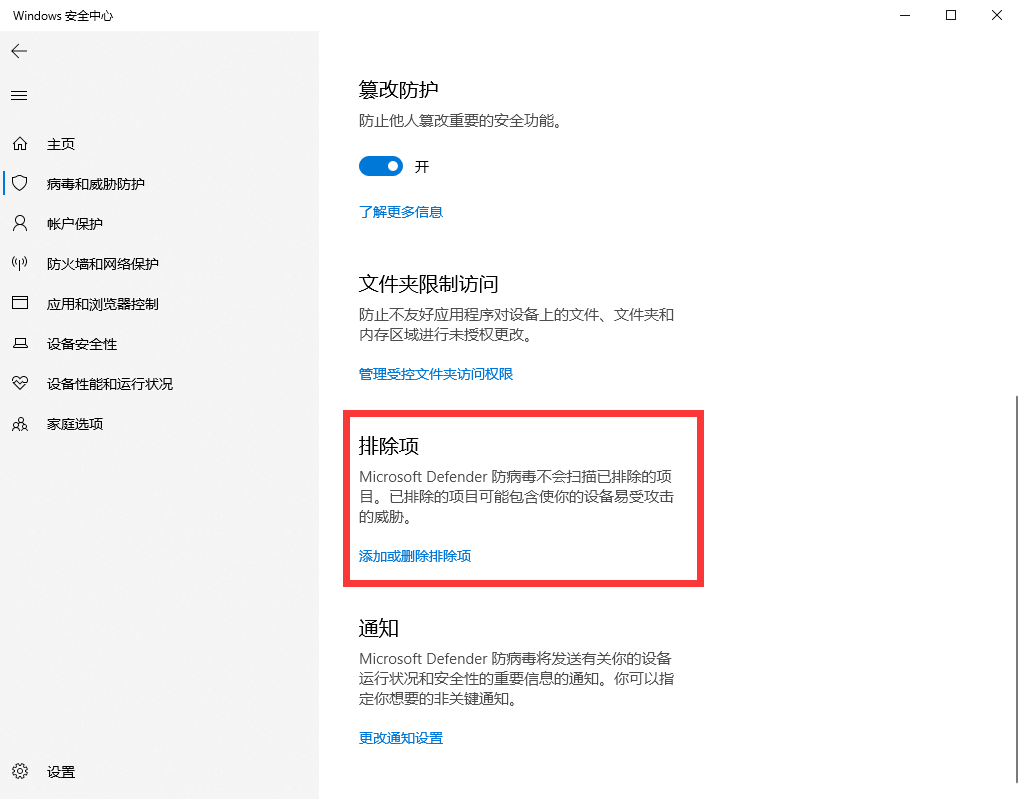 Windows 安全中心
主页
病毒和威胁防护
帐户保护
防火墙和网络保护
应用和浏览器控制
设备安全性
设备性能和运行状况
家庭选项
设置
篡改防护
防止他人篡改重要的安全功能。
开
了解更多信息
文件夹限制访问
防止不友好应用程序对设备上的文件、文件夹和
内存区域进行未授权更改。
管理受控文件夹访问权限
排除项
Microsoft Defender 防病毒不会扫描已排除的项
目。已排除的项目可能包含使你的设备易受攻击
的威胁。
添加或删除排除项
通知
Microsoft Defender 防病毒将发送有关你的设备
运行状况和安全性的重要信息的通知。你可以指
定你想要的非关键通知。
更改通知设置